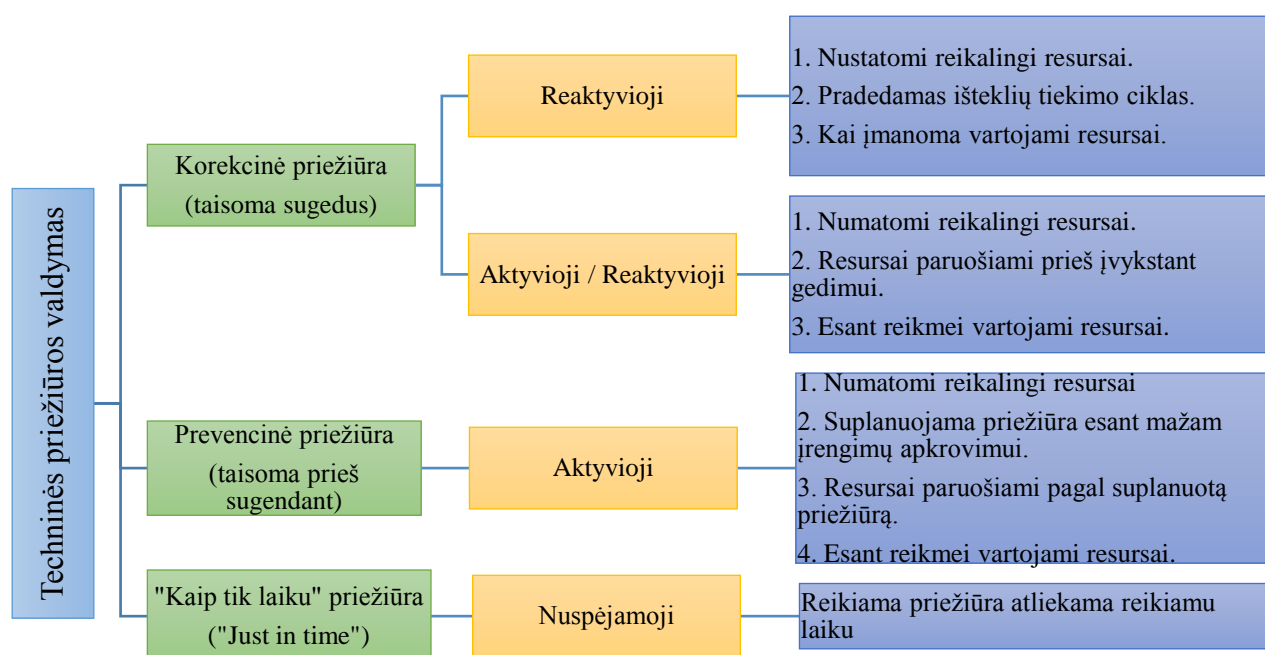 Techninės priežiūros valdymas
Korekcinė priežiūra
(taisoma sugedus)
Reaktyvioji
1. Nustatomi reikalingi resursai.
2. Pradedamas išteklių tiekimo ciklas.
3. Kai įmanoma vartojami resursai.
Aktyvioji / Reaktyvioji
1. Numatomi reikalingi resursai.
2. Resursai paruošiami prieš įvykstant
gedimui.
3. Esant reikmei vartojami resursai.
Prevencinė priežiūra
(taisoma prieš
sugendant)
Aktyvioji
1. Numatomi reikalingi resursai
2. Suplanuojama priežiūra esant mažam
įrengimų apkrovimui.
3. Resursai paruošiami pagal suplanuotą
priežiūrą.
4. Esant reikmei vartojami resursai.
"Kaip tik laiku" priežiūra
("Just in time")
Nuspėjamoji
Reikiama priežiūra atliekama reikiamu
laiku